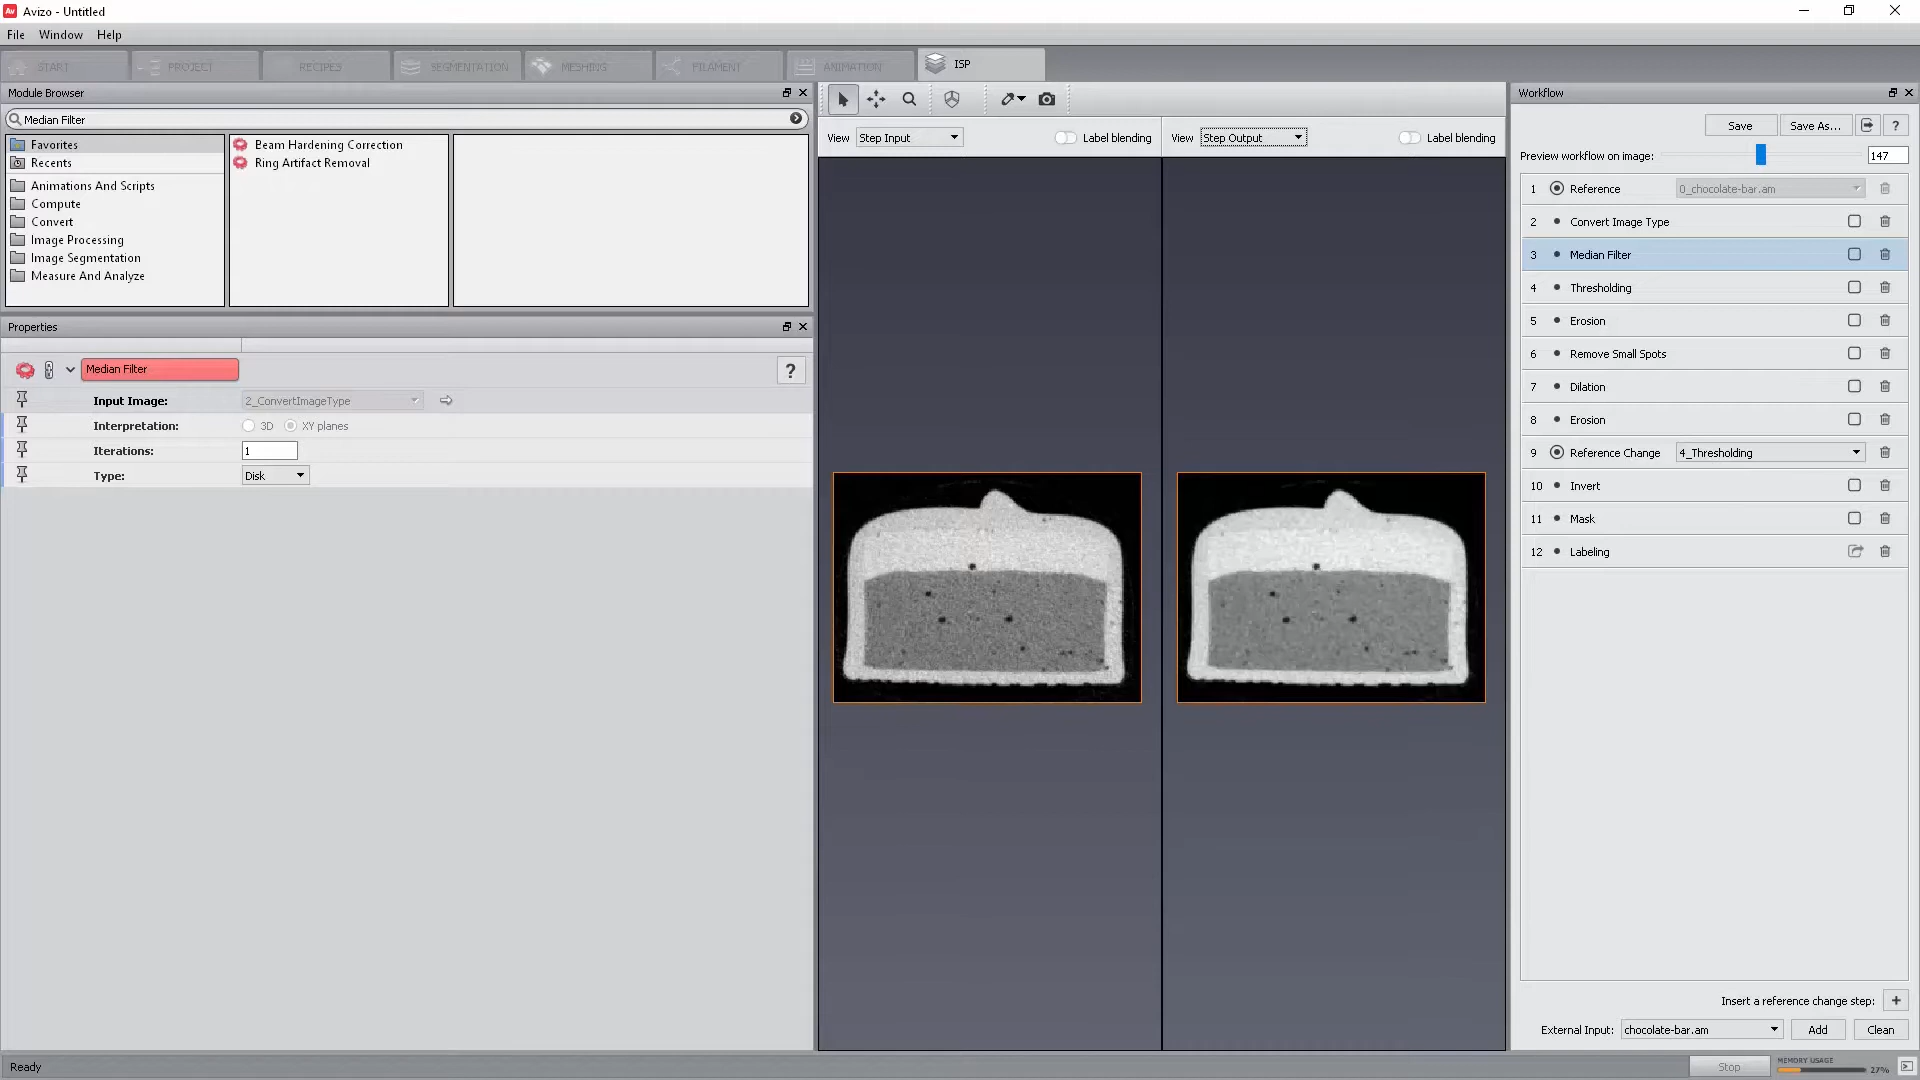 Av Avizo - Untitled
File Window Help
START PROJECT RECIPES SEGMENTATION MESHING FILAMENT ANIMATION ISP
Module Browser
Median Filter
Favorites
Recents
Animations And Scripts
Compute
Convert
Image Processing
Image Segmentation
Measure And Analyze
Beam Hardening Correction
Ring Artifact Removal
Properties
Median Filter ?
Input Image: 2_ConvertImageType
Interpretation: 3D XY planes
Iterations: 1
Type: Disk
View Step Input Label blending
View Step Output Label blending
Workflow
Save Save As... ?
Preview workflow on image: 147
1 Reference 0_chocolate-bar.am
2 Convert Image Type
3 Median Filter
4 Thresholding
5 Erosion
6 Remove Small Spots
7 Dilation
8 Erosion
9 Reference Change 4_Thresholding
10 Invert
11 Mask
12 Labeling
Insert a reference change step: +
External Input: chocolate-bar.am Add Clean
Ready
Stop MEMORY USAGE 27%